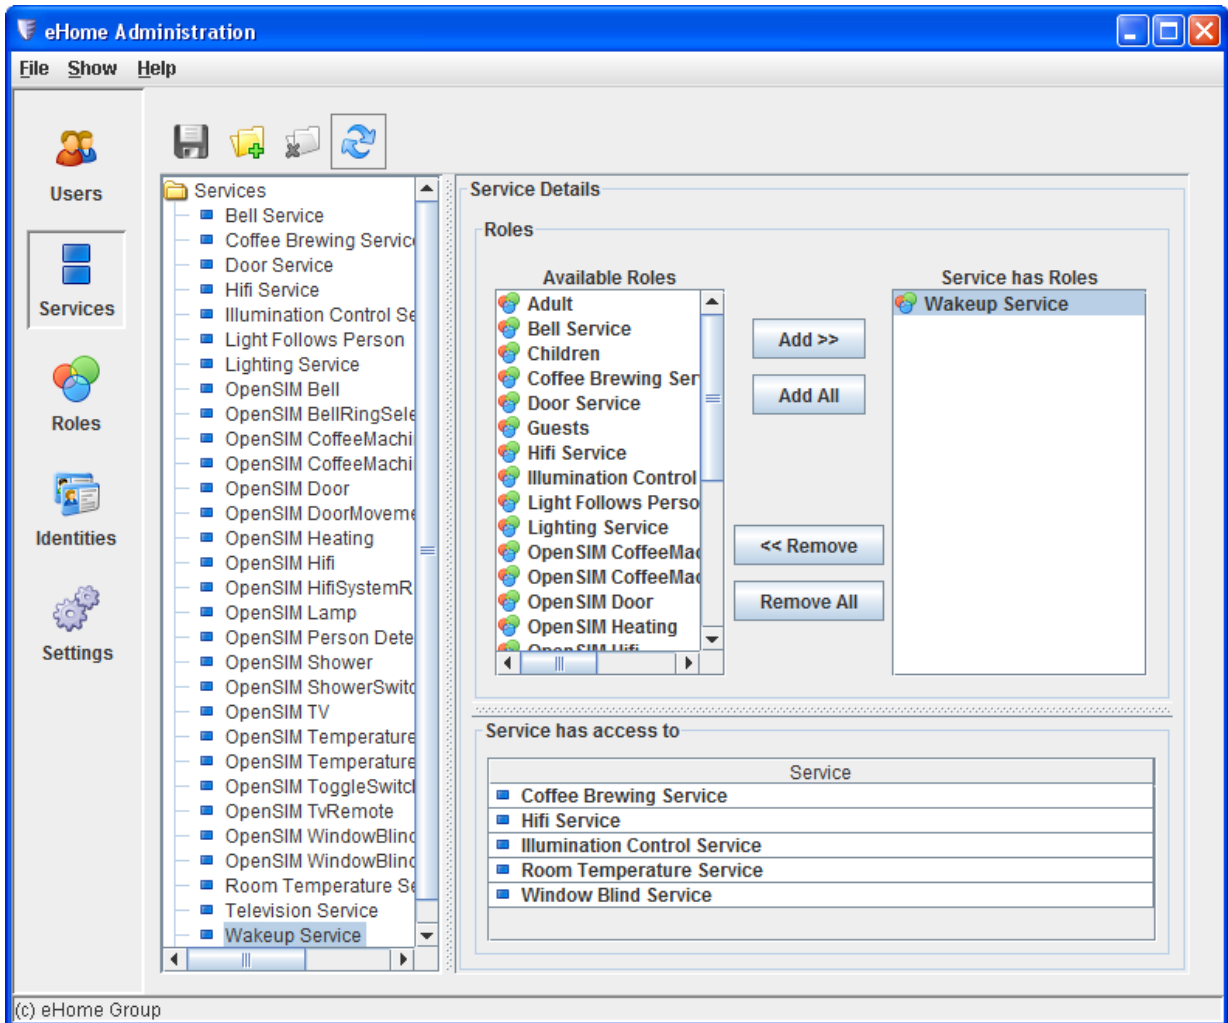 eHome Administration
File Show Help
Users
Services
Roles
Identities
Settings
Services
Bell Service
Coffee Brewing Service
Door Service
Hifi Service
Illumination Control Se
Light Follows Person
Lighting Service
OpenSIM Bell
OpenSIM BellRingSele
OpenSIM CoffeeMachi
OpenSIM CoffeeMachi
OpenSIM Door
OpenSIM DoorMoveme
OpenSIM Heating
OpenSIM Hifi
OpenSIM HifiSystemR
OpenSIM Lamp
OpenSIM Person Dete
OpenSIM Shower
OpenSIM ShowerSwitc
OpenSIM TV
OpenSIM Temperature
OpenSIM Temperature
OpenSIM ToggleSwitcl
OpenSIM TvRemote
OpenSIM WindowBlind
OpenSIM WindowBlind
Room Temperature Se
Television Service
Wakeup Service
Service Details
Roles
Available Roles
Adult
Bell Service
Children
Coffee Brewing Ser
Door Service
Guests
Hifi Service
Illumination Control
Light Follows Perso
Lighting Service
OpenSIM CoffeeMac
OpenSIM CoffeeMac
OpenSIM Door
OpenSIM Heating
OpenSIM Hifi
Add >>
Add All
<< Remove
Remove All
Service has Roles
Wakeup Service
Service has access to
Service
Coffee Brewing Service
Hifi Service
Illumination Control Service
Room Temperature Service
Window Blind Service
(c) eHome Group